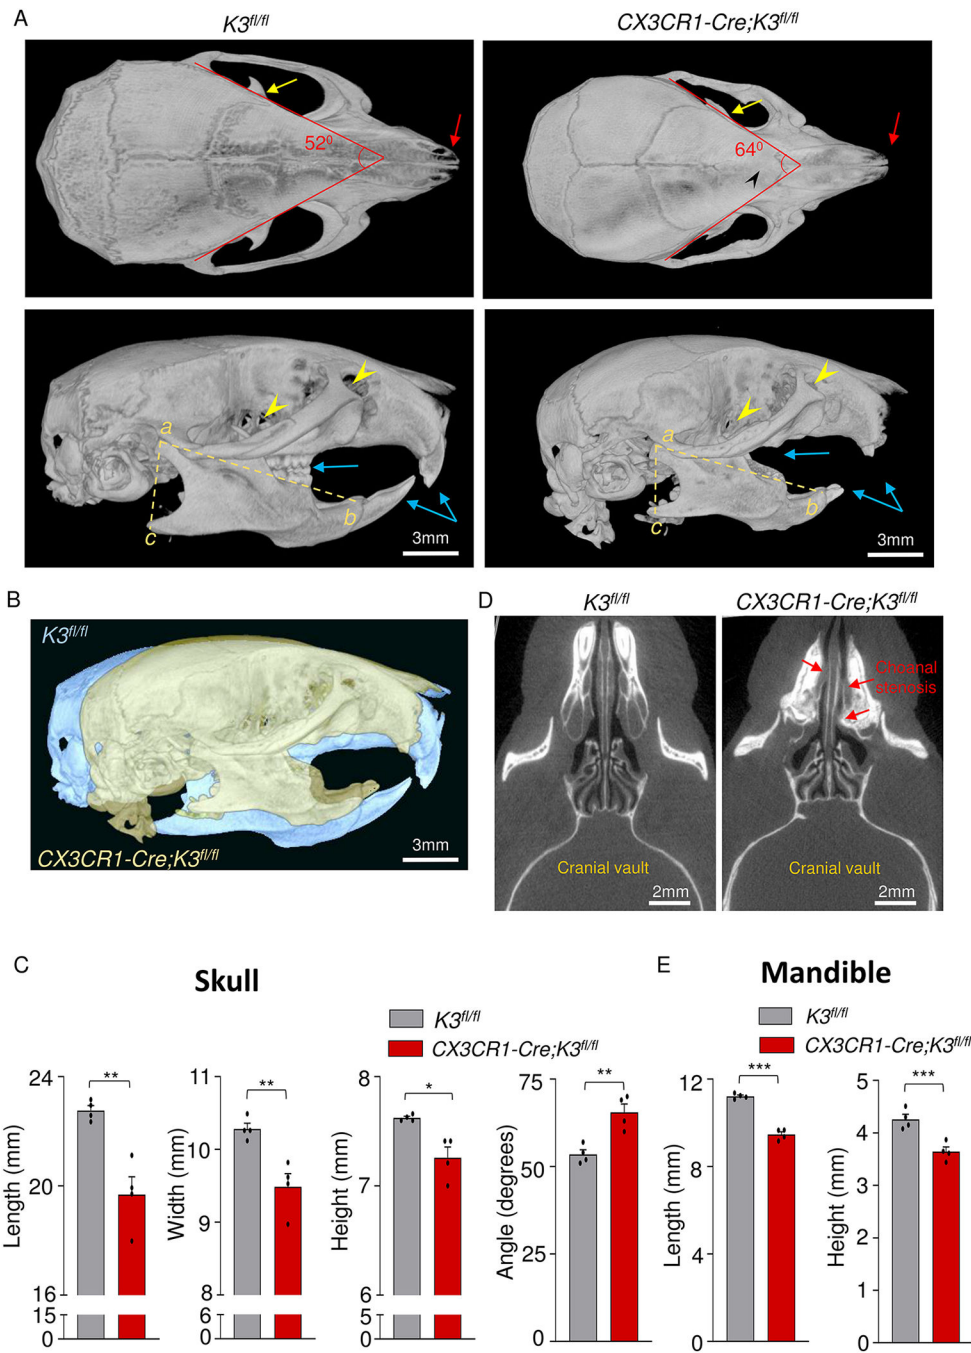 A
K3fl/fl
CX3CR1-Cre;K3fl/fl
520
640
a
b
c
3mm
a
b
c
3mm
B
K3fl/fl
CX3CR1-Cre;K3fl/fl
3mm
D
K3fl/fl
CX3CR1-Cre;K3fl/fl
Choanal
stenosis
Cranial vault
2mm
Cranial vault
2mm
C
Skull
K3fl/fl
CX3CR1-Cre;K3fl/fl
Length (mm)
24
20
16
15
0
**
Width (mm)
11
10
9
8
6
0
**
Height (mm)
8
7
6
5
0
*
Angle (degrees)
75
50
25
0
**
E
Mandible
K3fl/fl
CX3CR1-Cre;K3fl/fl
Length (mm)
12
8
4
0
***
Height (mm)
5
4
3
2
1
0
***